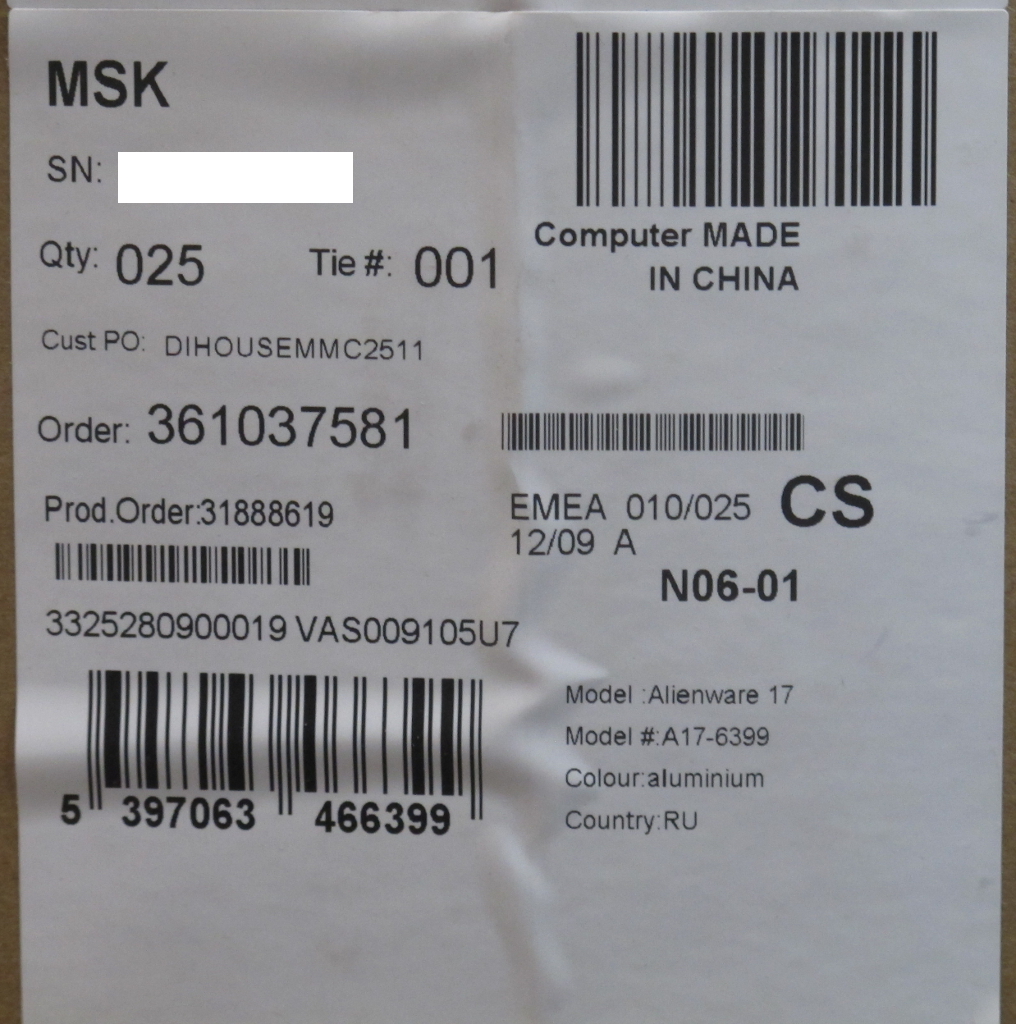 MSK
SN:
Qty: 025 Tie #: 001
Computer MADE
IN CHINA
Cust PO: DIHOUSEMMC2511
Order: 361037581
Prod.Order:31888619
EMEA 010/025 CS
12/09 A
N06-01
3325280900019 VAS009105U7
5 397063 466399
Model :Alienware 17
Model #:A17-6399
Colour:aluminium
Country:RU